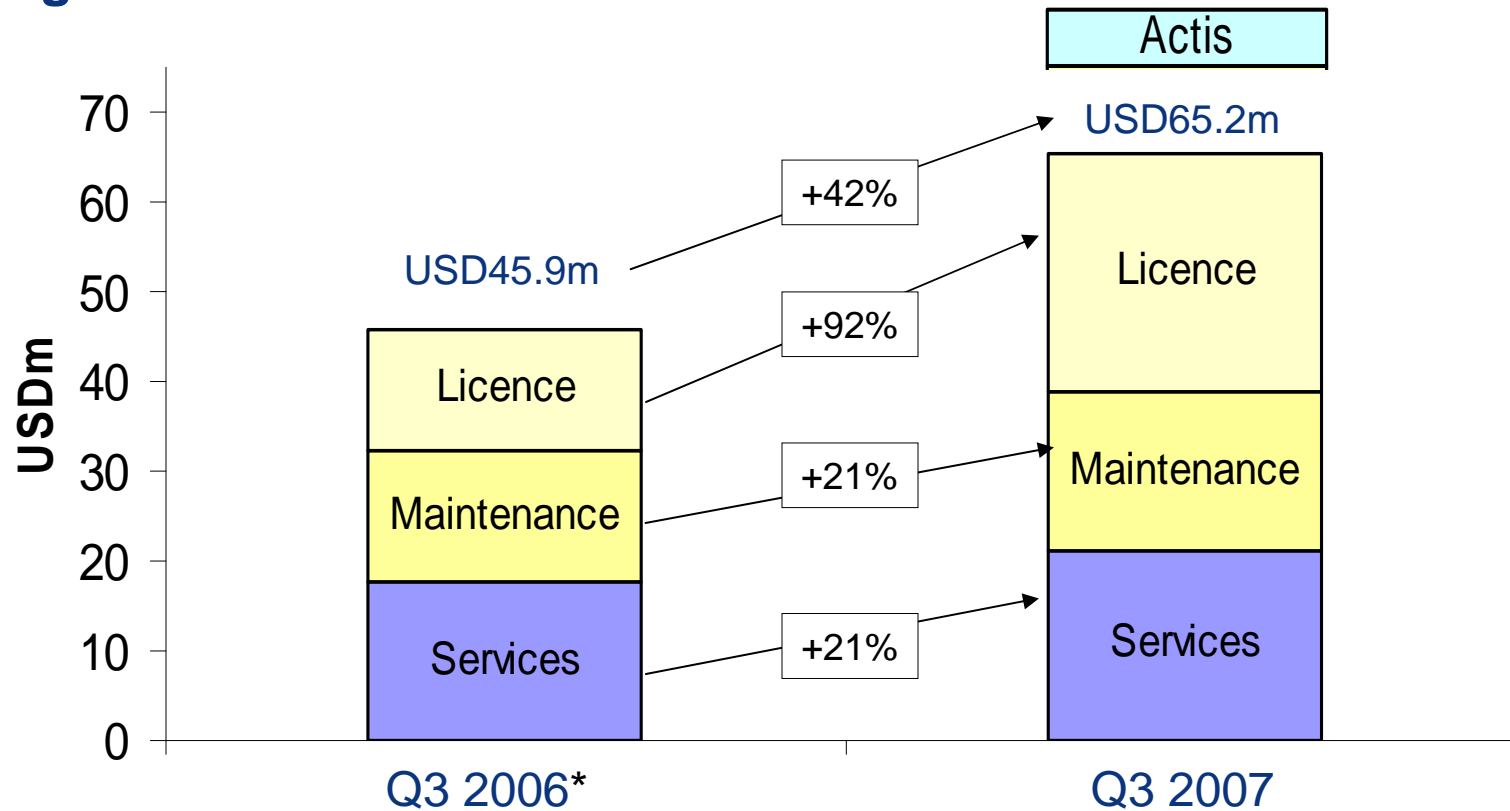 Actis
70
60
50
40
30
20
10
0
USDm
USD45.9m
USD65.2m
+42%
+92%
+21%
+21%
Licence
Maintenance
Services
Licence
Maintenance
Services
Q3 2006*
Q3 2007